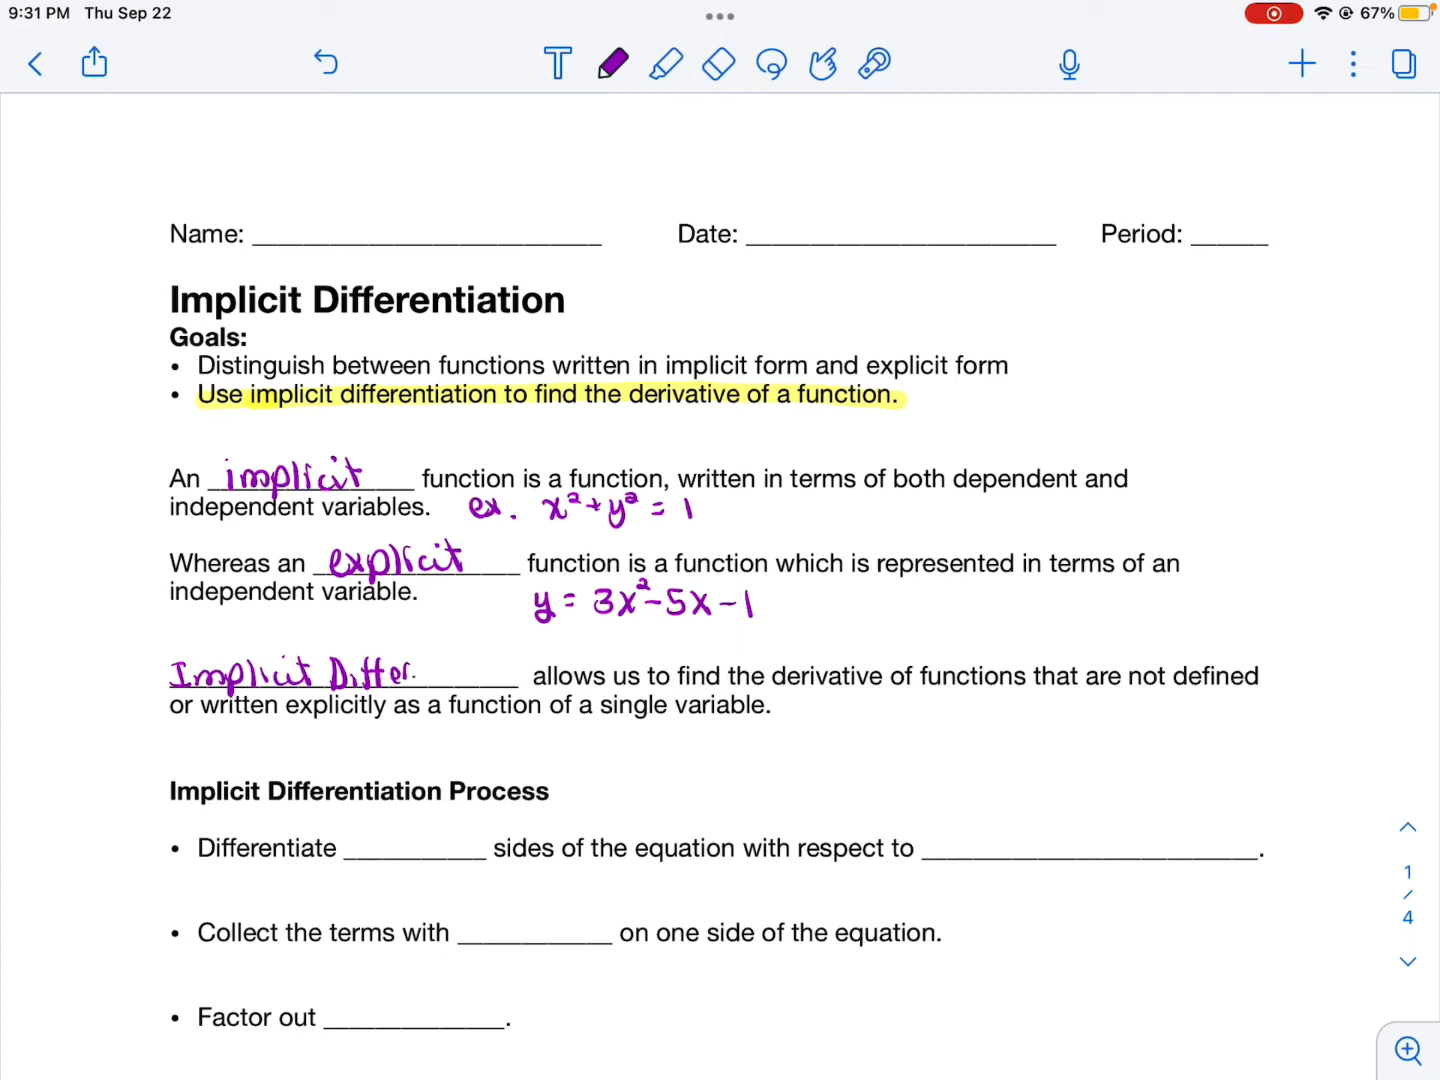 9:31 PM Thu Sep 22
67%
Name: ___________________________ Date: ________________________ Period: ______
Implicit Differentiation
Goals:
• Distinguish between functions written in implicit form and explicit form
• Use implicit differentiation to find the derivative of a function.
An implicit function is a function, written in terms of both dependent and
independent variables. ex. x² + y² = 1
Whereas an explicit function is a function which is represented in terms of an
independent variable. y = 3x² - 5x - 1
Implicit Differ. allows us to find the derivative of functions that are not defined
or written explicitly as a function of a single variable.
Implicit Differentiation Process
• Differentiate ___________ sides of the equation with respect to __________________________.
• Collect the terms with ____________ on one side of the equation.
• Factor out ______________.
1
/
4